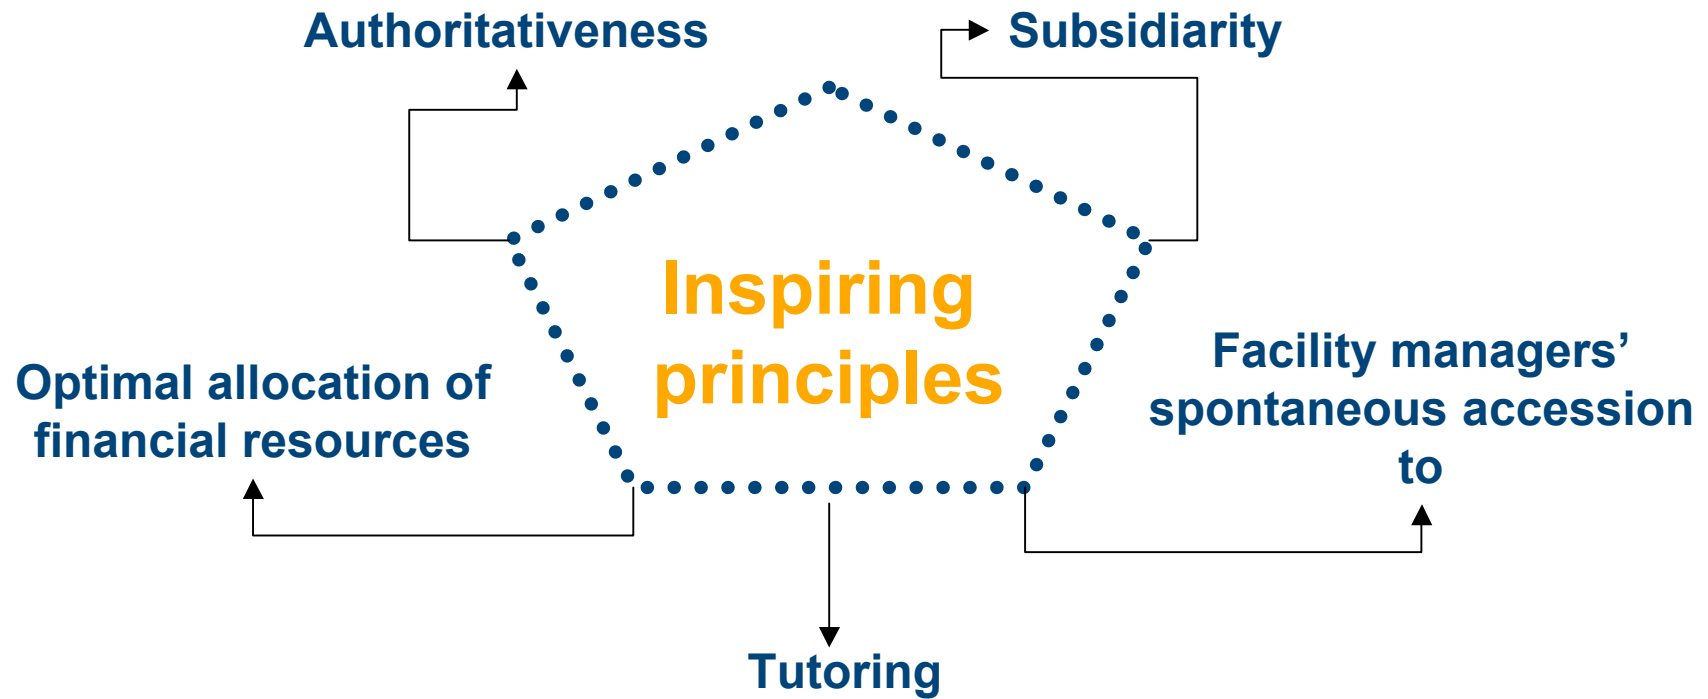 Authoritativeness
Subsidiarity
Inspiring
principles
Optimal allocation of
financial resources
Facility managers’
spontaneous accession
to
Tutoring